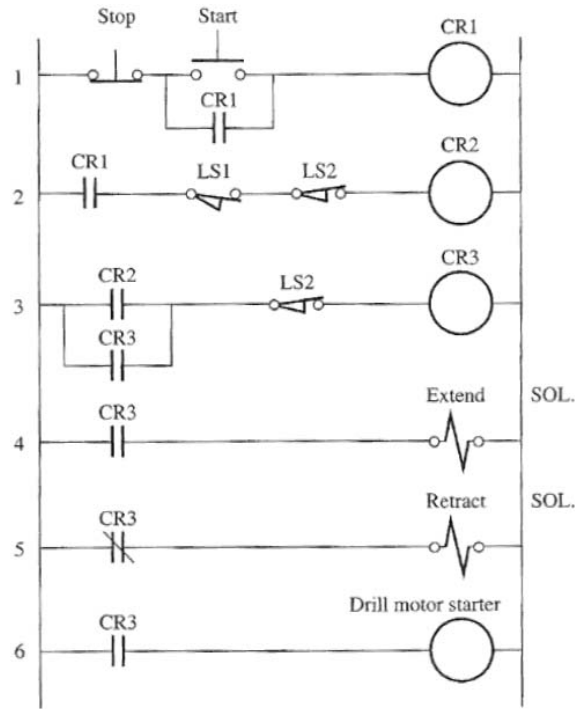 Stop Start CR1
1
CR1
CR1 LS1 LS2 CR2
2
CR2 LS2 CR3
3
CR3
CR3 Extend SOL.
4
CR3 Retract SOL.
5
CR3 Drill motor starter
6